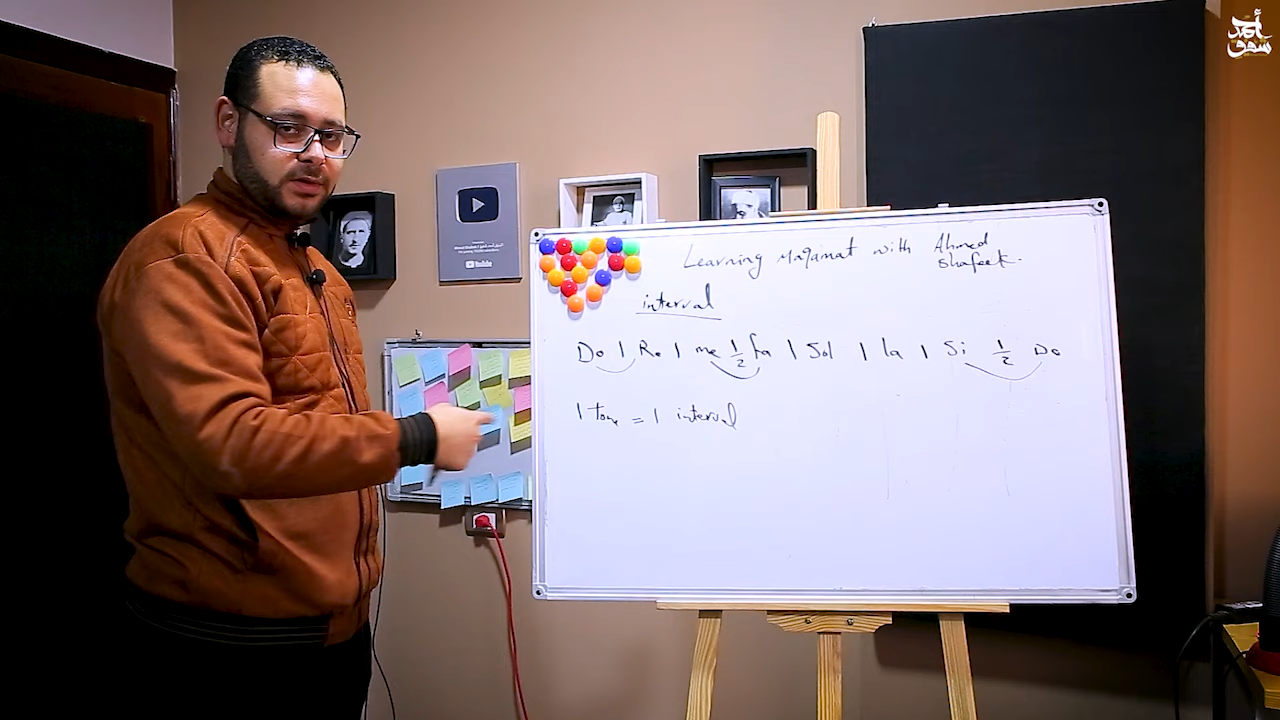 أحمد
شفيق
Learning maqamat with Ahmed
Shafeek.
interval
Do 1 Re 1 me 1/2 fa 1 Sol 1 la 1 Si 1/2 Do
1 tone = 1 interval
YouTube